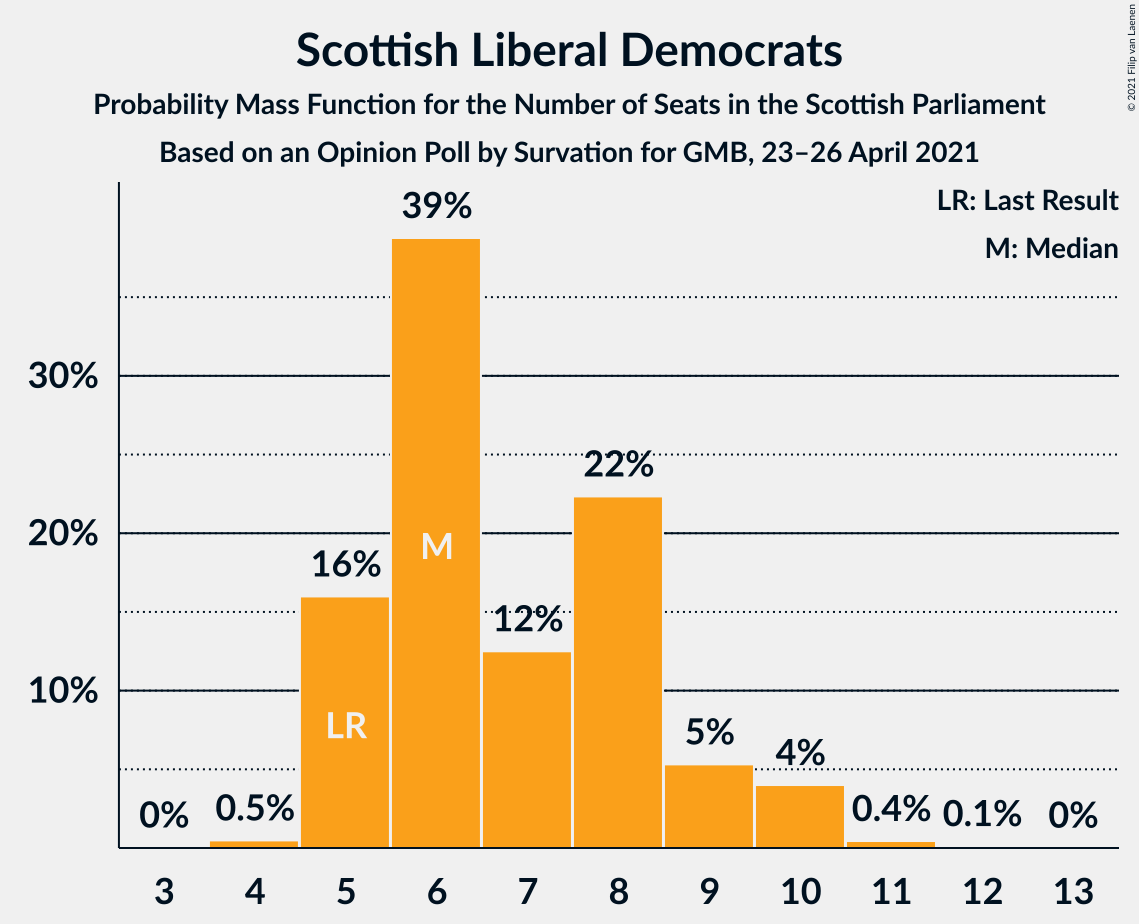 Scottish Liberal Democrats
Probability Mass Function for the Number of Seats in the Scottish Parliament
Based on an Opinion Poll by Survation for GMB, 23–26 April 2021
© 2021 Filip van Laenen
LR: Last Result
M: Median
39%
30%
22%
20%
M
16%
12%
10%
LR
5%
4%
0% 0.5% 0.4% 0.1% 0%
3 4 5 6 7 8 9 10 11 12 13